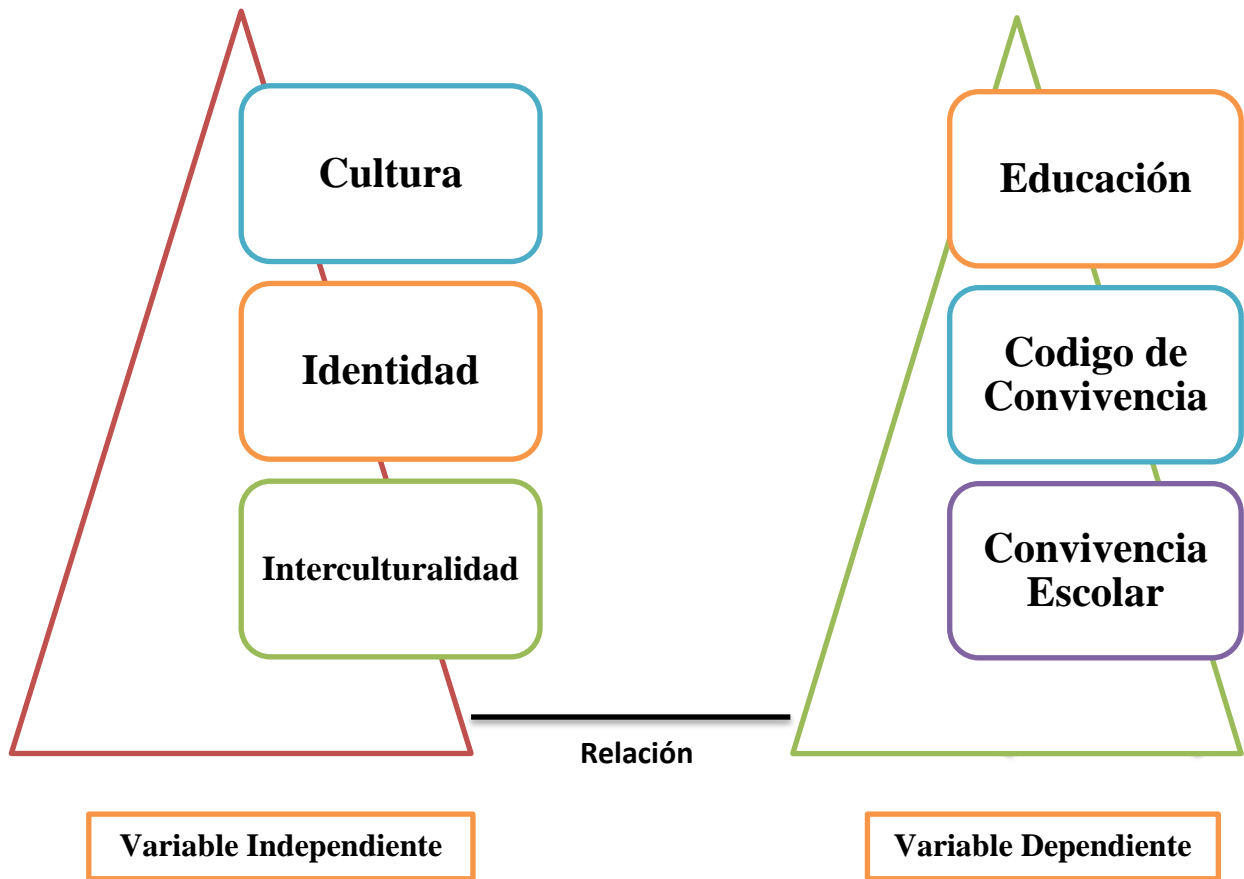 Cultura
Identidad
Interculturalidad
Educación
Codigo de
Convivencia
Convivencia
Escolar
Relación
Variable Independiente
Variable Dependiente